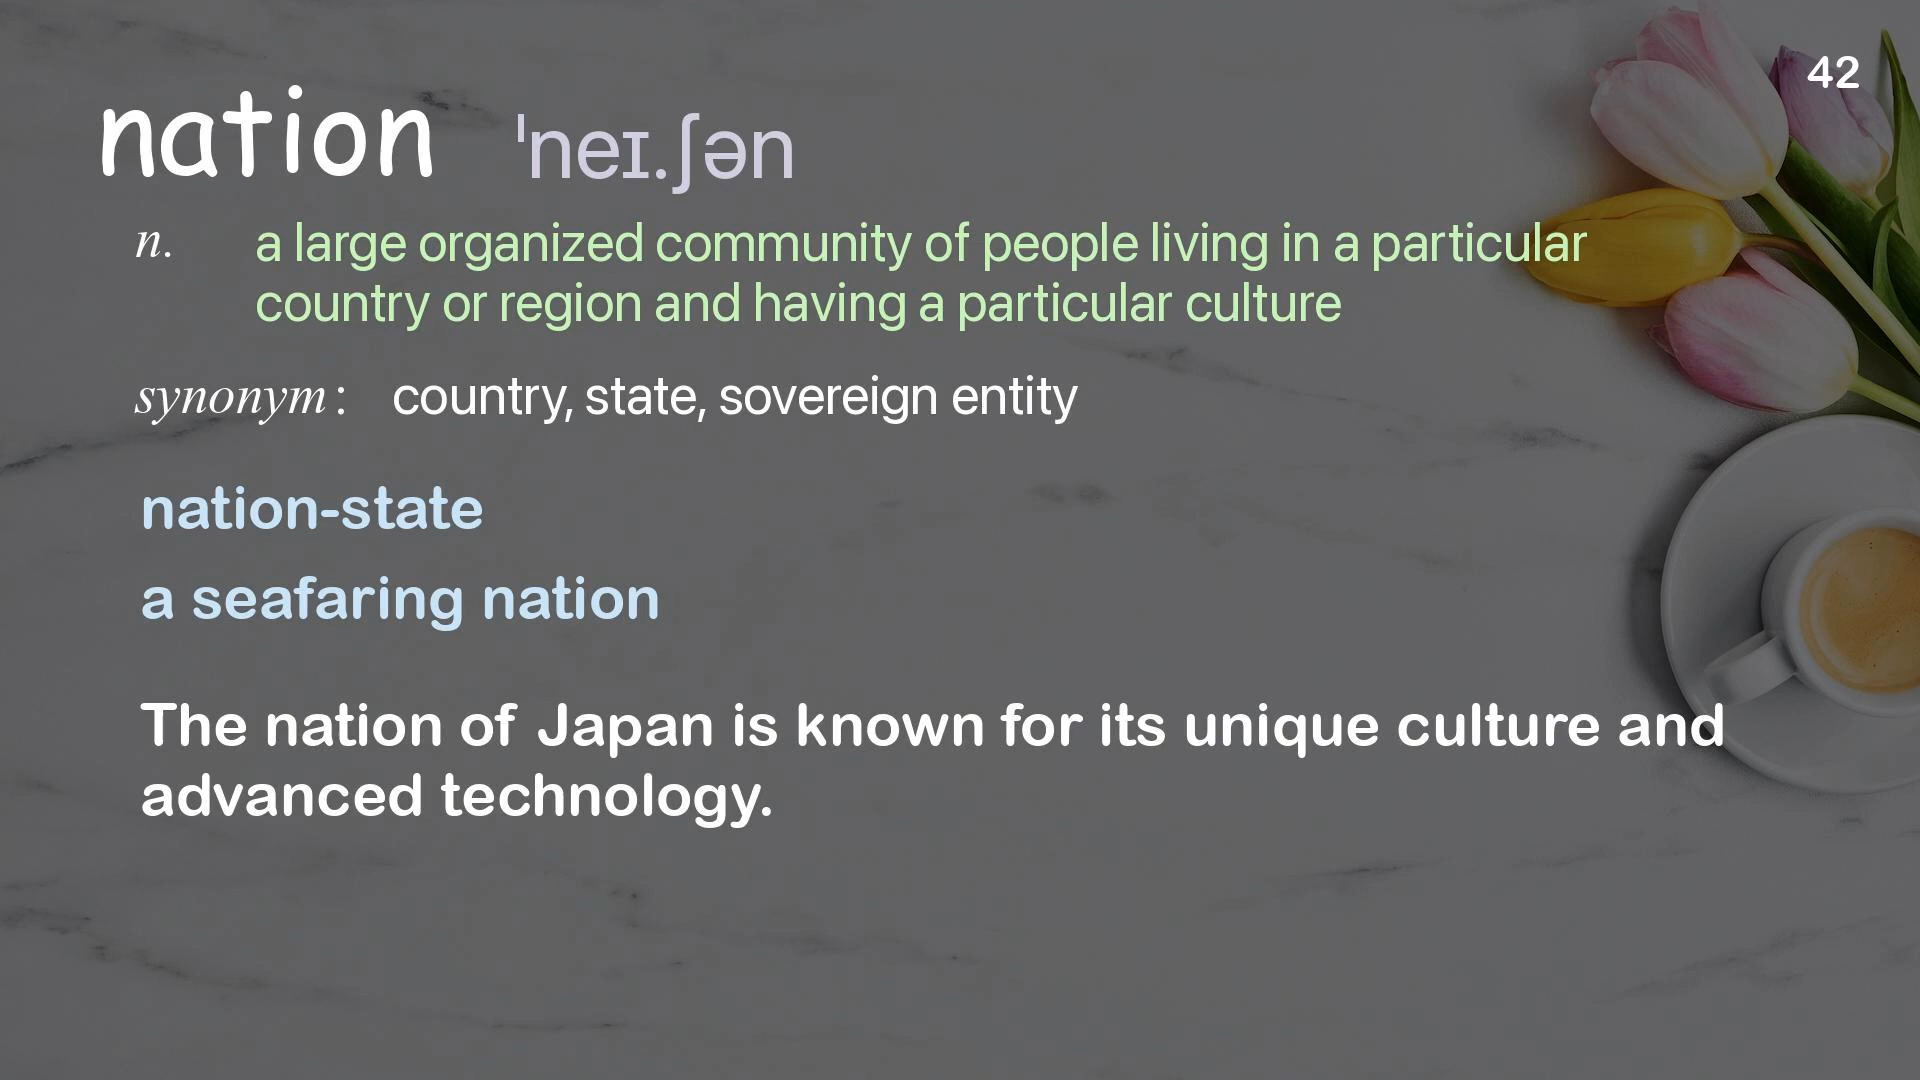 42
nation ˈneɪ.ʃən
n. a large organized community of people living in a particular
country or region and having a particular culture
synonym: country, state, sovereign entity
nation-state
a seafaring nation
The nation of Japan is known for its unique culture and
advanced technology.